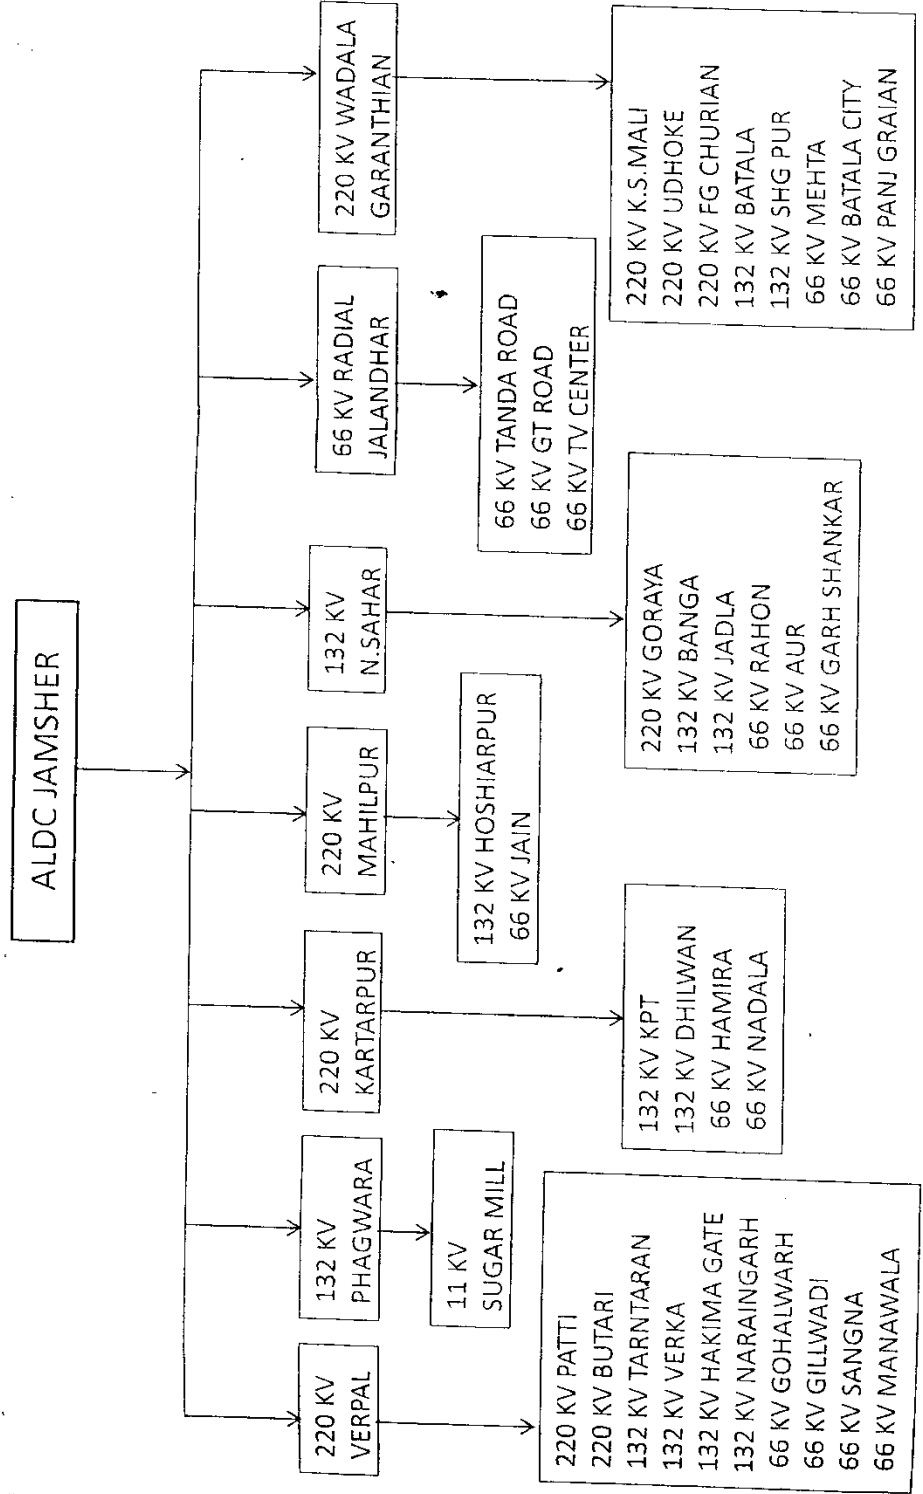 ALDC JAMSHER
220 KV
VERPAL
132 KV
PHAGWARA
220 KV
KARTARPUR
220 KV
MAHILPUR
132 KV
N.SAHAR
66 KV RADIAL
JALANDHAR
220 KV WADALA
GARANTHIAN
220 KV PATTI
220 KV BUTARI
132 KV TARNTARAN
132 KV VERKA
132 KV HAKIMA GATE
132 KV NARAINGARH
66 KV GOHALWARH
66 KV GILLWADI
66 KV SANGNA
66 KV MANAWALA
11 KV
SUGAR MILL
132 KV KPT
132 KV DHILWAN
66 KV HAMIRA
66 KV NADALA
132 KV HOSHIARPUR
66 KV JAIN
220 KV GORAYA
132 KV BANGA
132 KV JADLA
66 KV RAHON
66 KV AUR
66 KV GARH SHANKAR
66 KV TANDA ROAD
66 KV GT ROAD
66 KV TV CENTER
220 KV K.S.MALI
220 KV UDHOKE
220 KV FG CHURIAN
132 KV BATALA
132 KV SHG PUR
66 KV MEHTA
66 KV BATALA CITY
66 KV PANJ GRAIAN